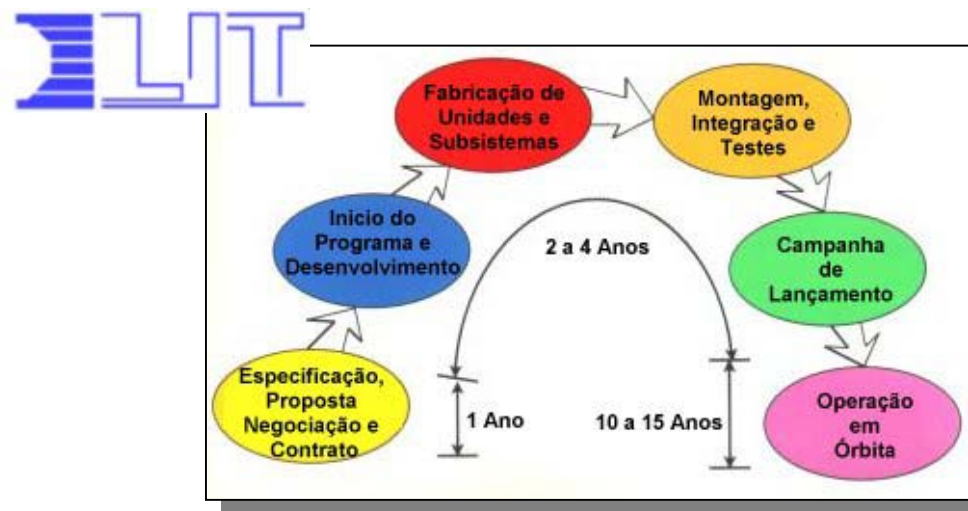 LIT
Fabricação de
Unidades e
Subsistemas
Montagem,
Integração e
Testes
Inicio do
Programa e
Desenvolvimento
2 a 4 Anos
Campanha
de
Lançamento
Especificação,
Proposta
Negociação e
Contrato
1 Ano
10 a 15 Anos
Operação
em
Órbita